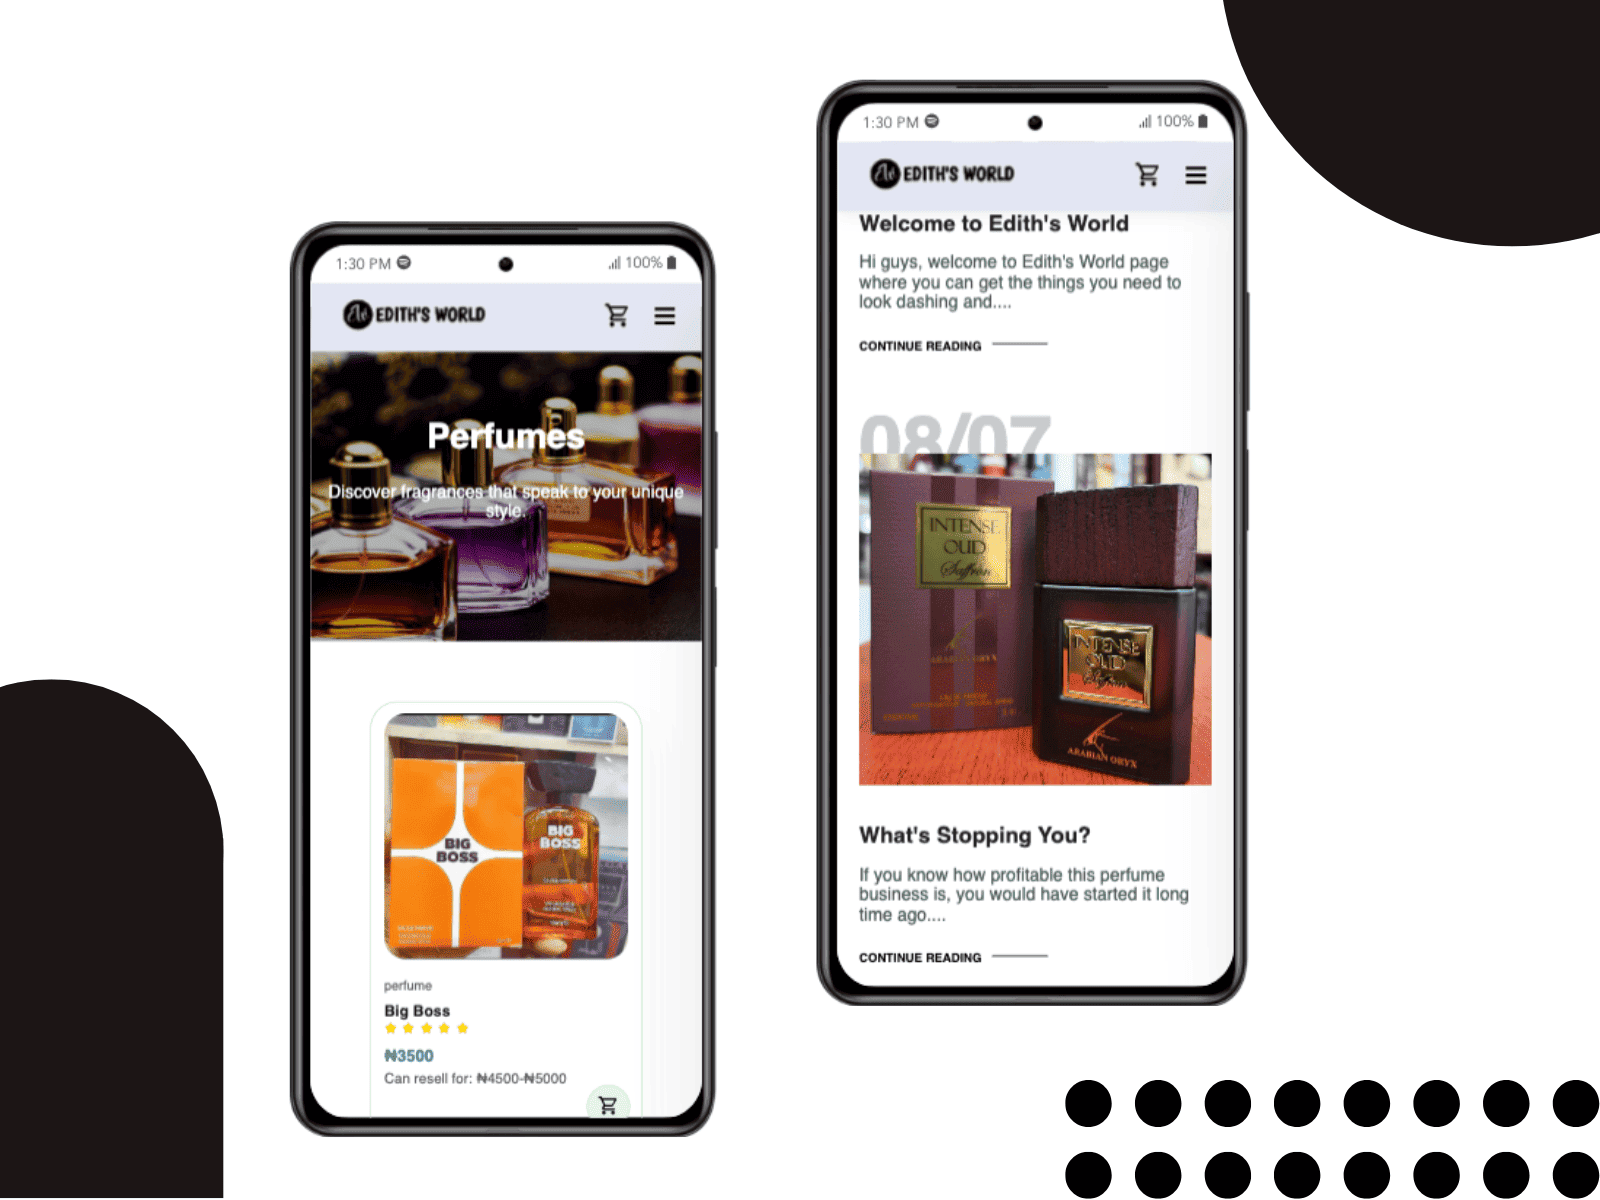 1:30 PM
100%
EDITH'S WORLD
Perfumes
Discover fragrances that speak to your unique
style.
BIG
BOSS
BIG
BOSS
perfume
Big Boss
₦3500
Can resell for: ₦4500-₦5000
1:30 PM
100%
EDITH'S WORLD
Welcome to Edith's World
Hi guys, welcome to Edith's World page
where you can get the things you need to
look dashing and....
CONTINUE READING
08/07
INTENSE
OUD
Saffron
ARABIAN ORYX
INTENSE
OUD
ARABIAN ORYX
What's Stopping You?
If you know how profitable this perfume
business is, you would have started it long
time ago....
CONTINUE READING